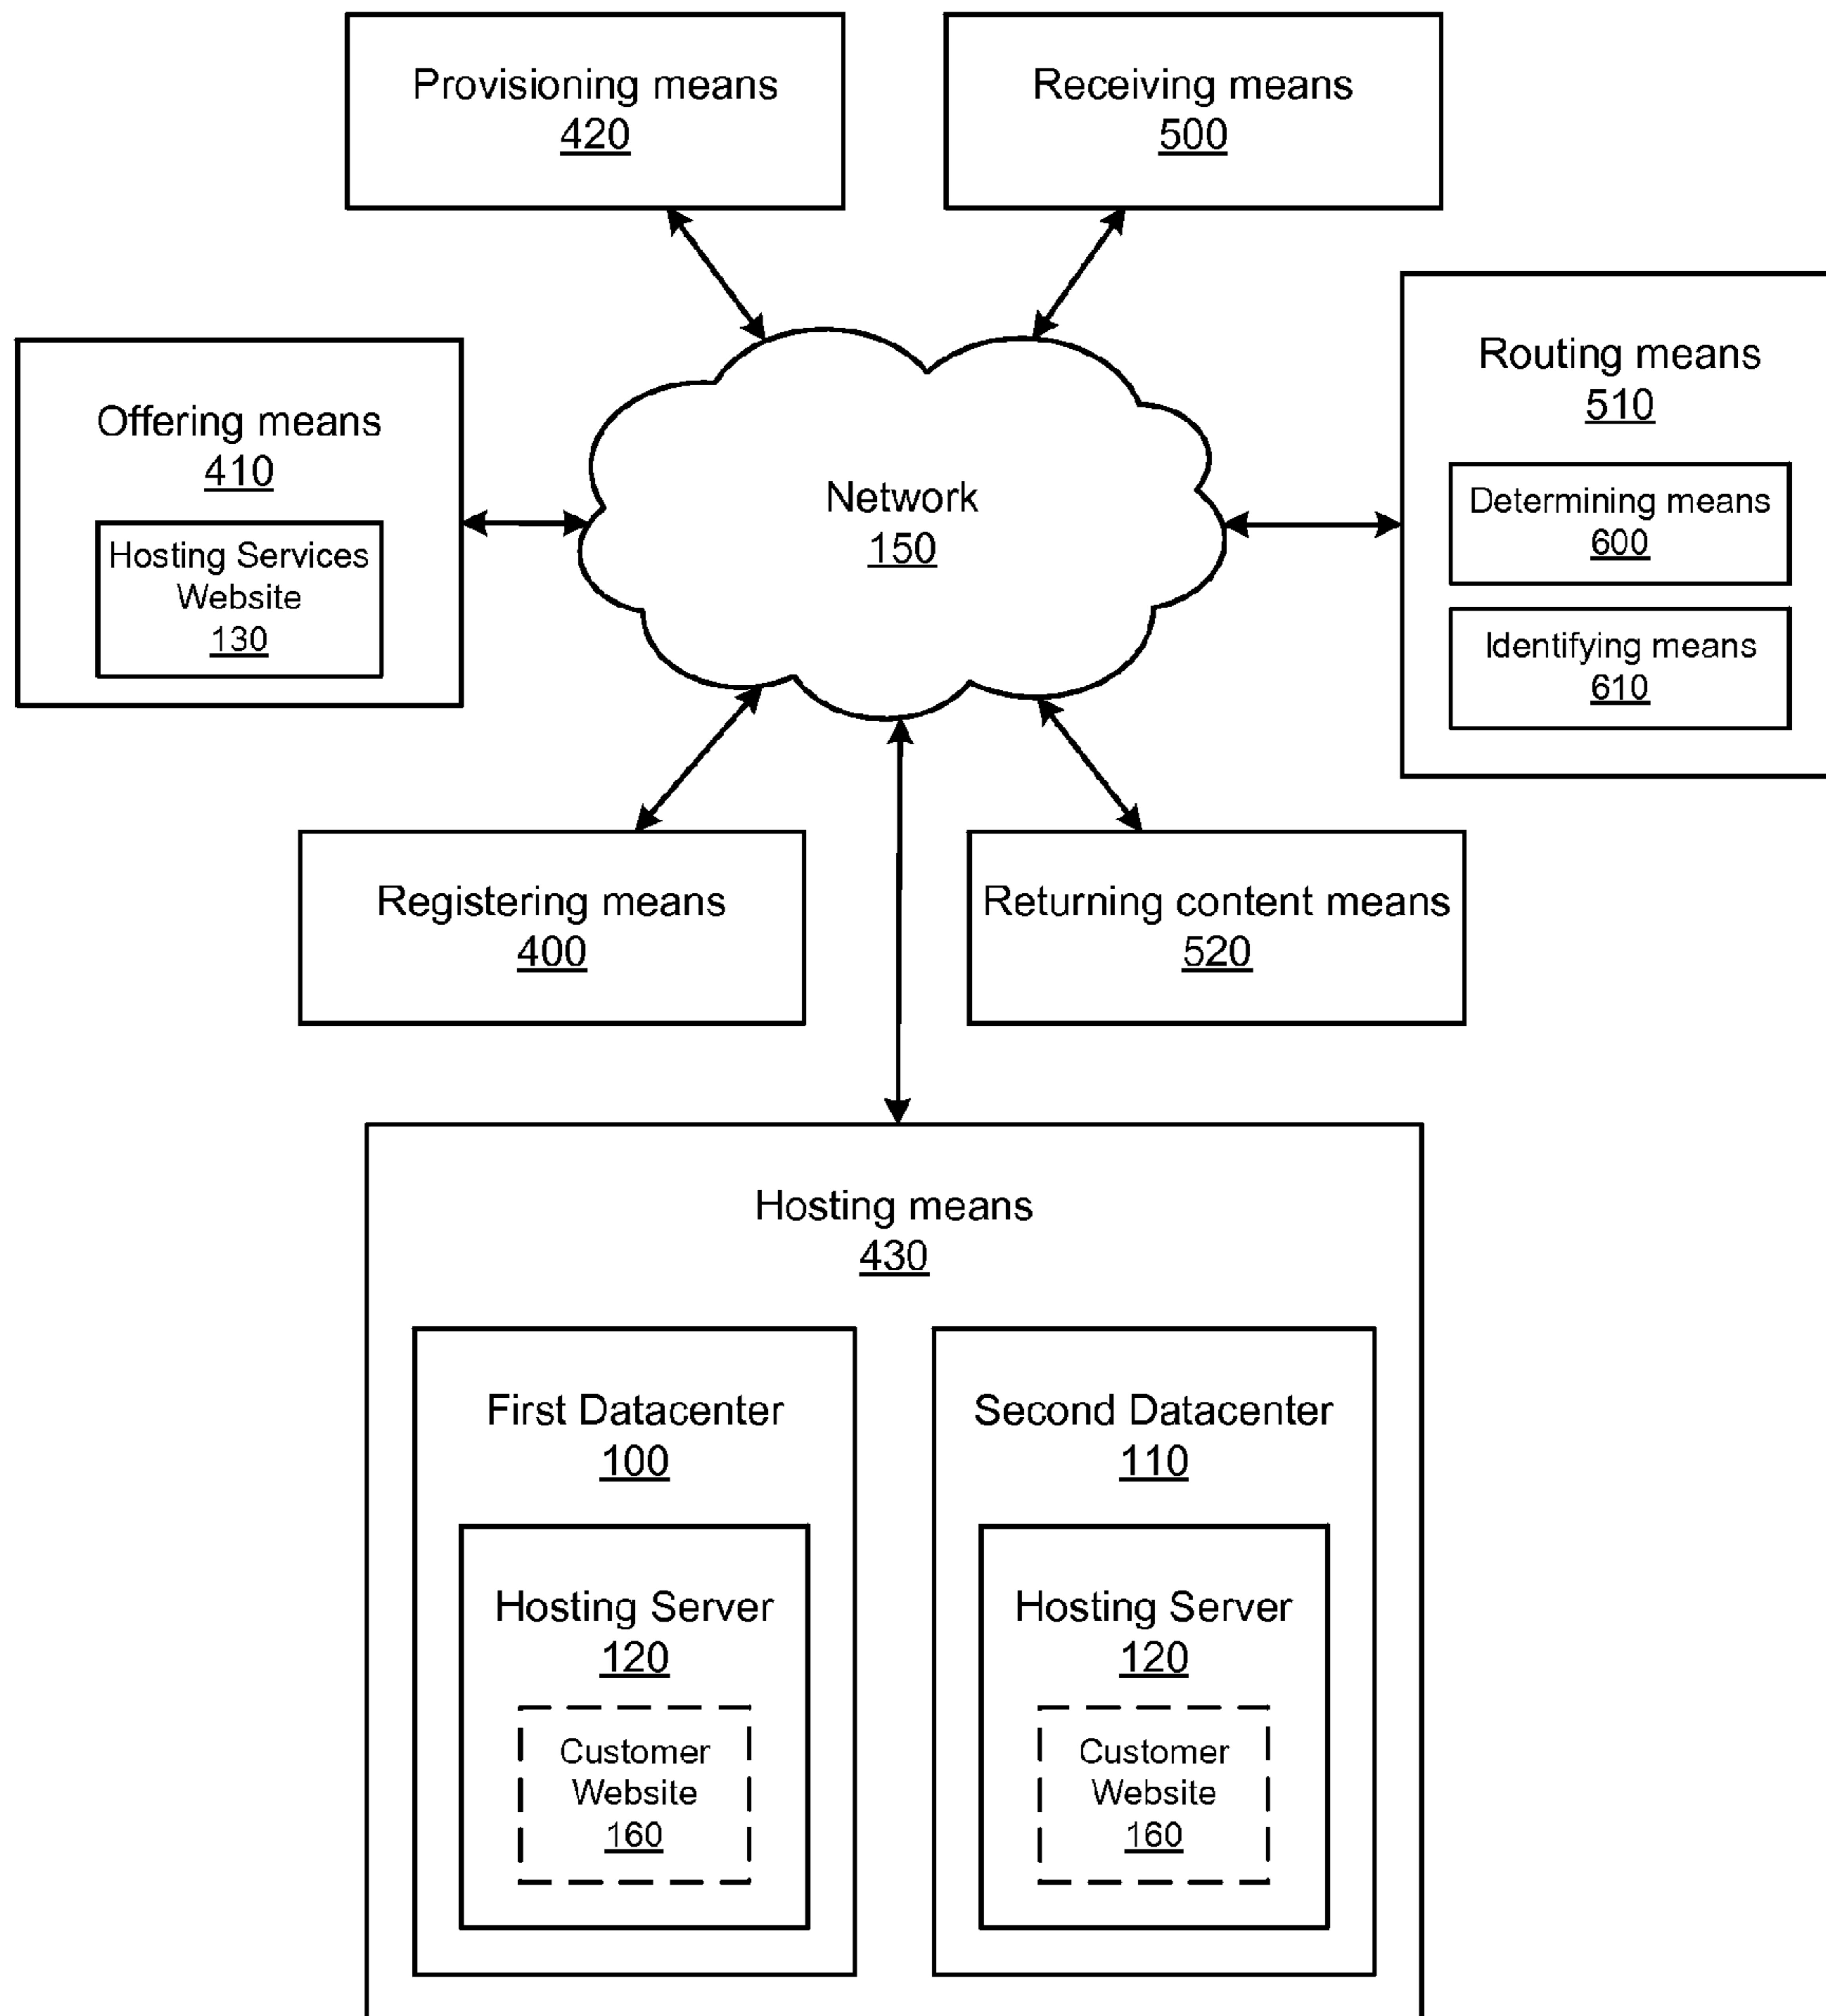 Provisioning means
420
Receiving means
500
Offering means
410
Hosting Services
Website
130
Network
150
Routing means
510
Determining means
600
Identifying means
610
Registering means
400
Returning content means
520
Hosting means
430
First Datacenter
100
Hosting Server
120
Customer
Website
160
Second Datacenter
110
Hosting Server
120
Customer
Website
160